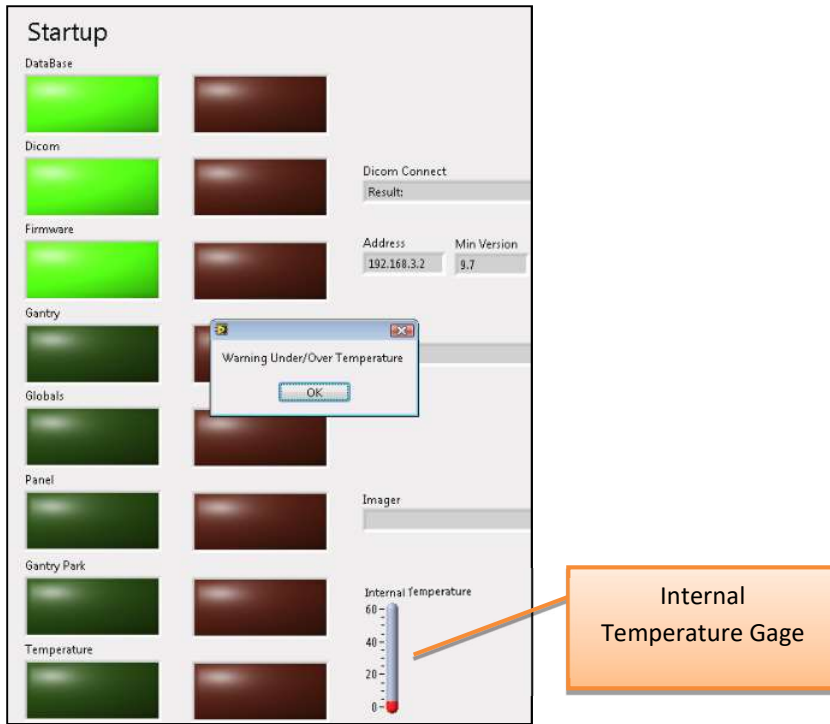 Startup
DataBase
Dicom
Dicom Connect
Result:
Firmware
Address Min Version
192.168.3.2 9.7
Gantry
Warning Under/Over Temperature
OK
Globals
Panel
Imager
Gantry Park
Internal Temperature
60
40
20
0
Temperature
Internal
Temperature Gage